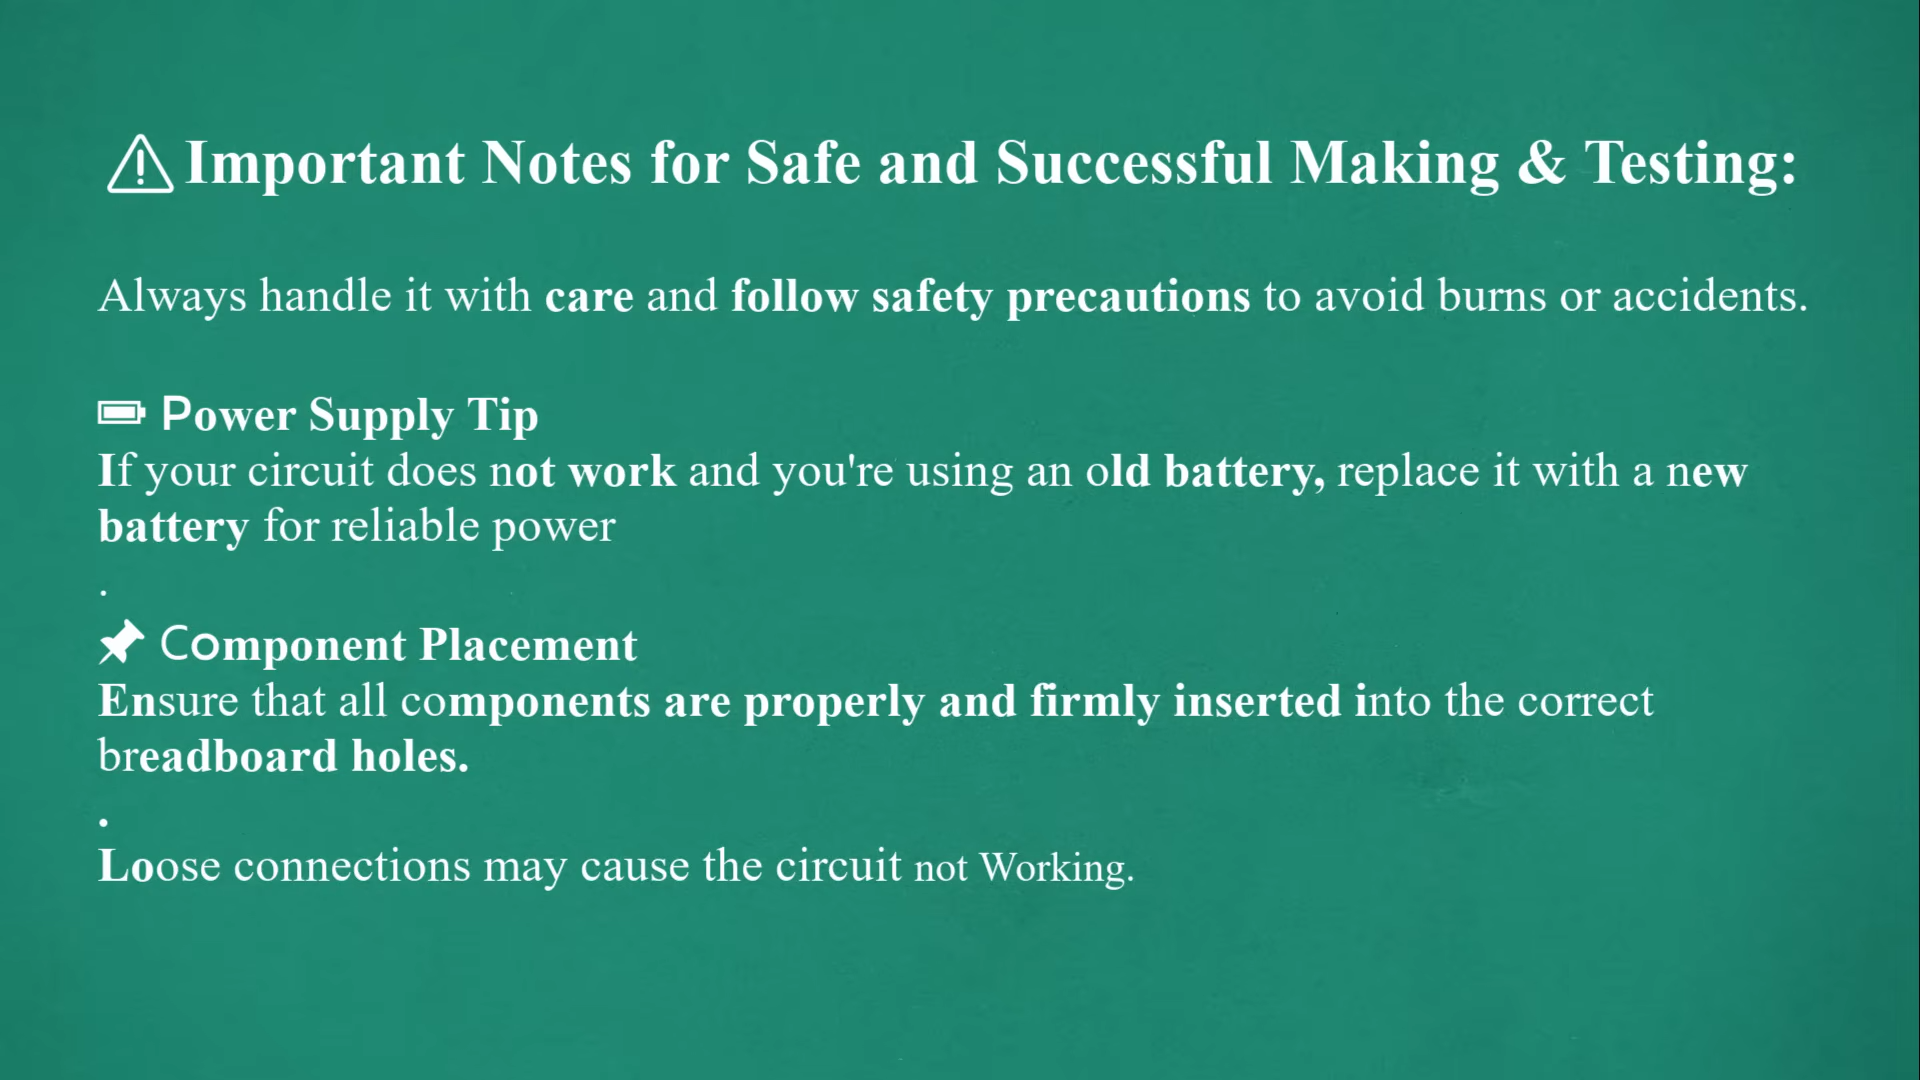 ⚠ Important Notes for Safe and Successful Making & Testing:
Always handle it with care and follow safety precautions to avoid burns or accidents.
🔋 Power Supply Tip
If your circuit does not work and you're using an old battery, replace it with a new
battery for reliable power
.
📌 Component Placement
Ensure that all components are properly and firmly inserted into the correct
breadboard holes.
.
Loose connections may cause the circuit not Working.